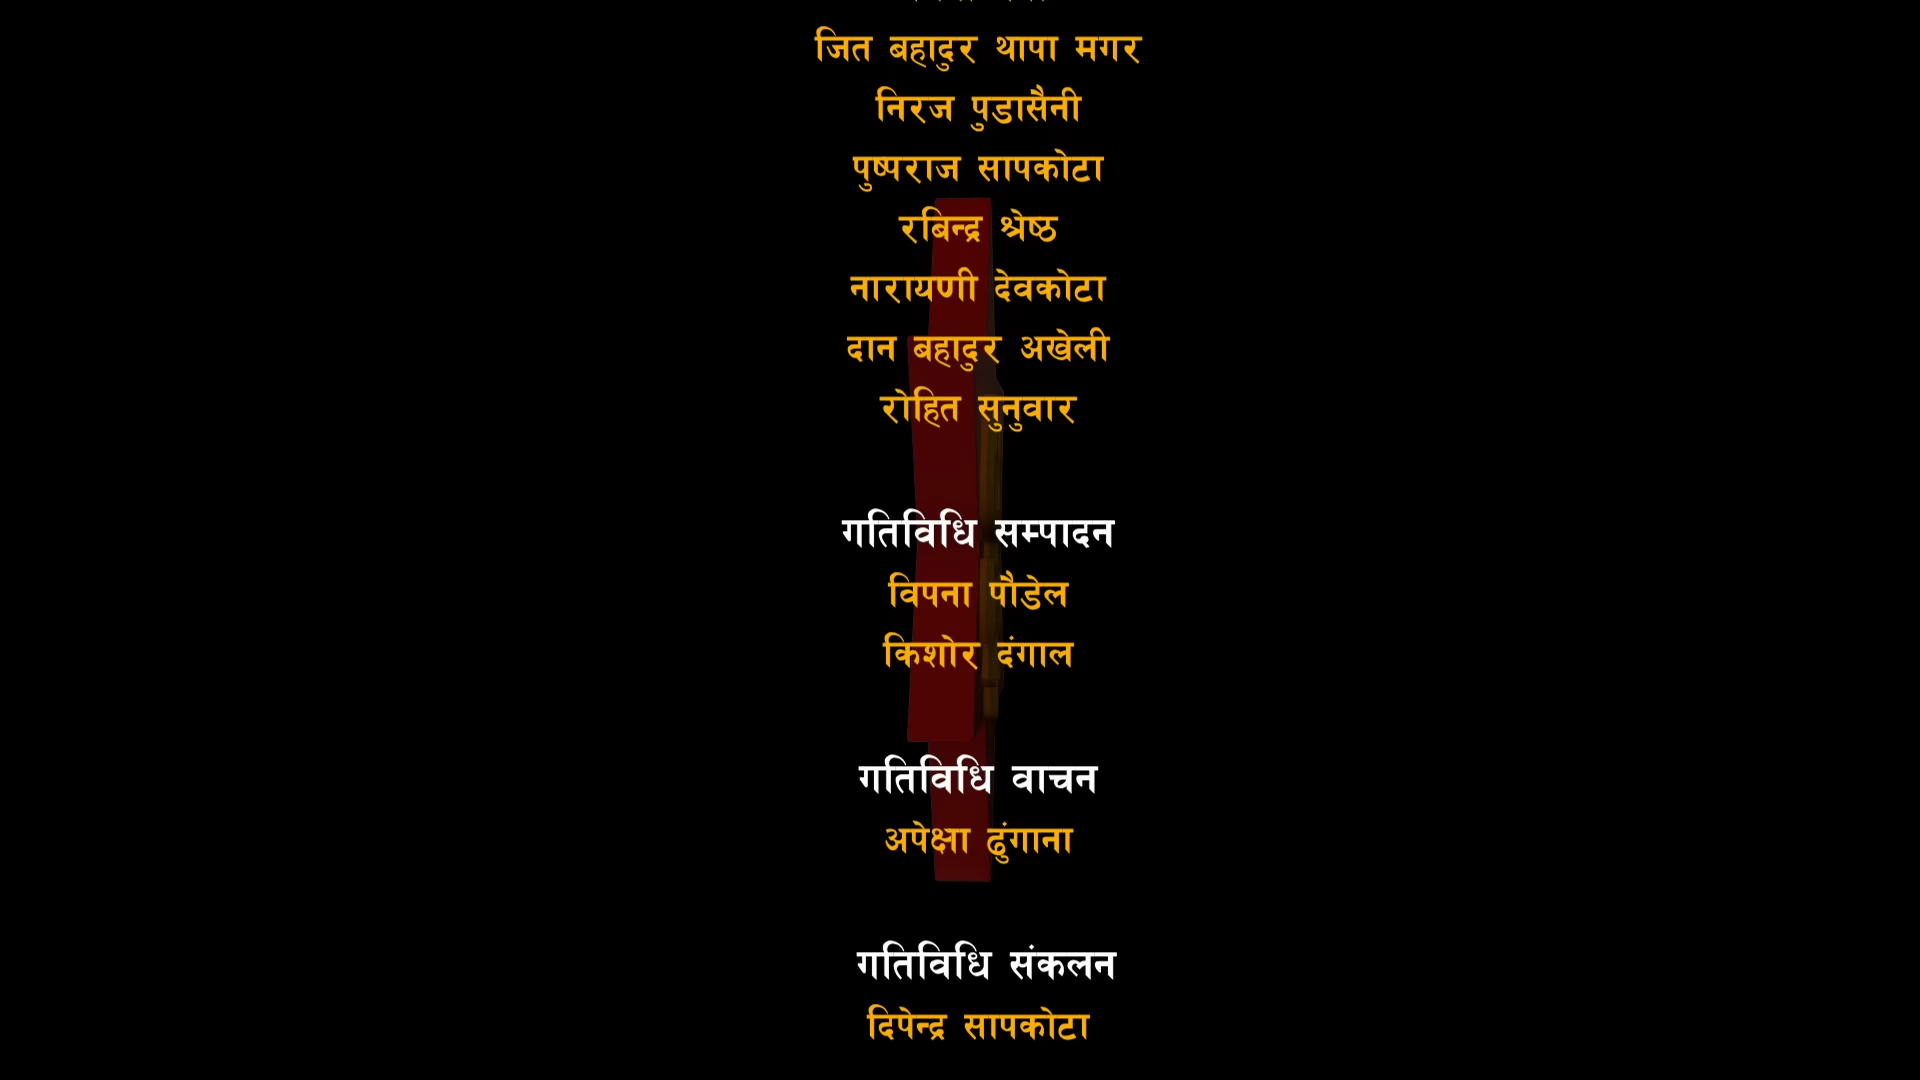 जित बहादुर थापा मगर
निरज पुडासैनी
पुष्पराज सापकोटा
रबिन्द्र श्रेष्ठ
नारायणी देवकोटा
दान बहादुर अखेली
रोहित सुनुवार
गतिविधि सम्पादन
विपना पौडेल
किशोर दंगाल
गतिविधि वाचन
अपेक्षा ढुंगाना
गतिविधि संकलन
दिपेन्द्र सापकोटा